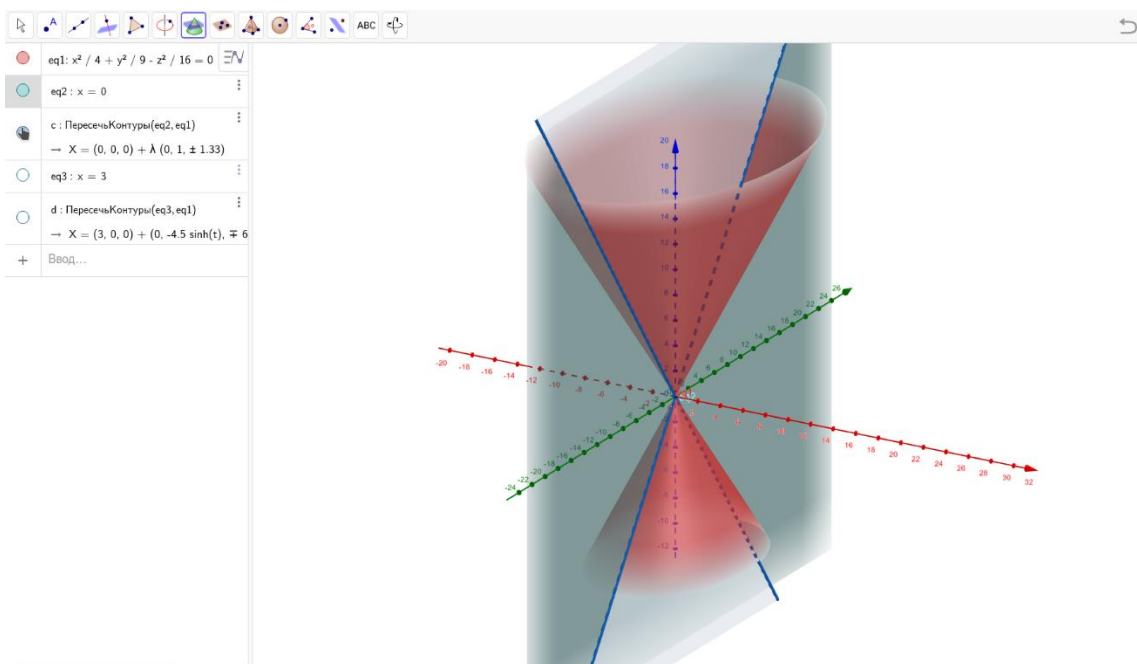 A
ABC
eq1: x² / 4 + y² / 9 - z² / 16 = 0
eq2 : x = 0
c : ПересечьКонтуры(eq2,eq1)
→ X = (0, 0, 0) + λ (0, 1, ± 1.33)
eq3 : x = 3
d : ПересечьКонтуры(eq3,eq1)
→ X = (3, 0, 0) + (0, -4.5 sinh(t), ∓ 6
+ Ввод...
20
18
16
14
12
10
8
6
4
2
-10
-12
-20 -18 -16 -14 -12 -10 -8 -6 -4 -2
14 16 18 20 22 24 26 28 30 32
-24 -22 -20 -18 -16 -14 -12 -10 -8 -6 -4 -2
4 6 8 10 12 14 16 18 20 22 24 26